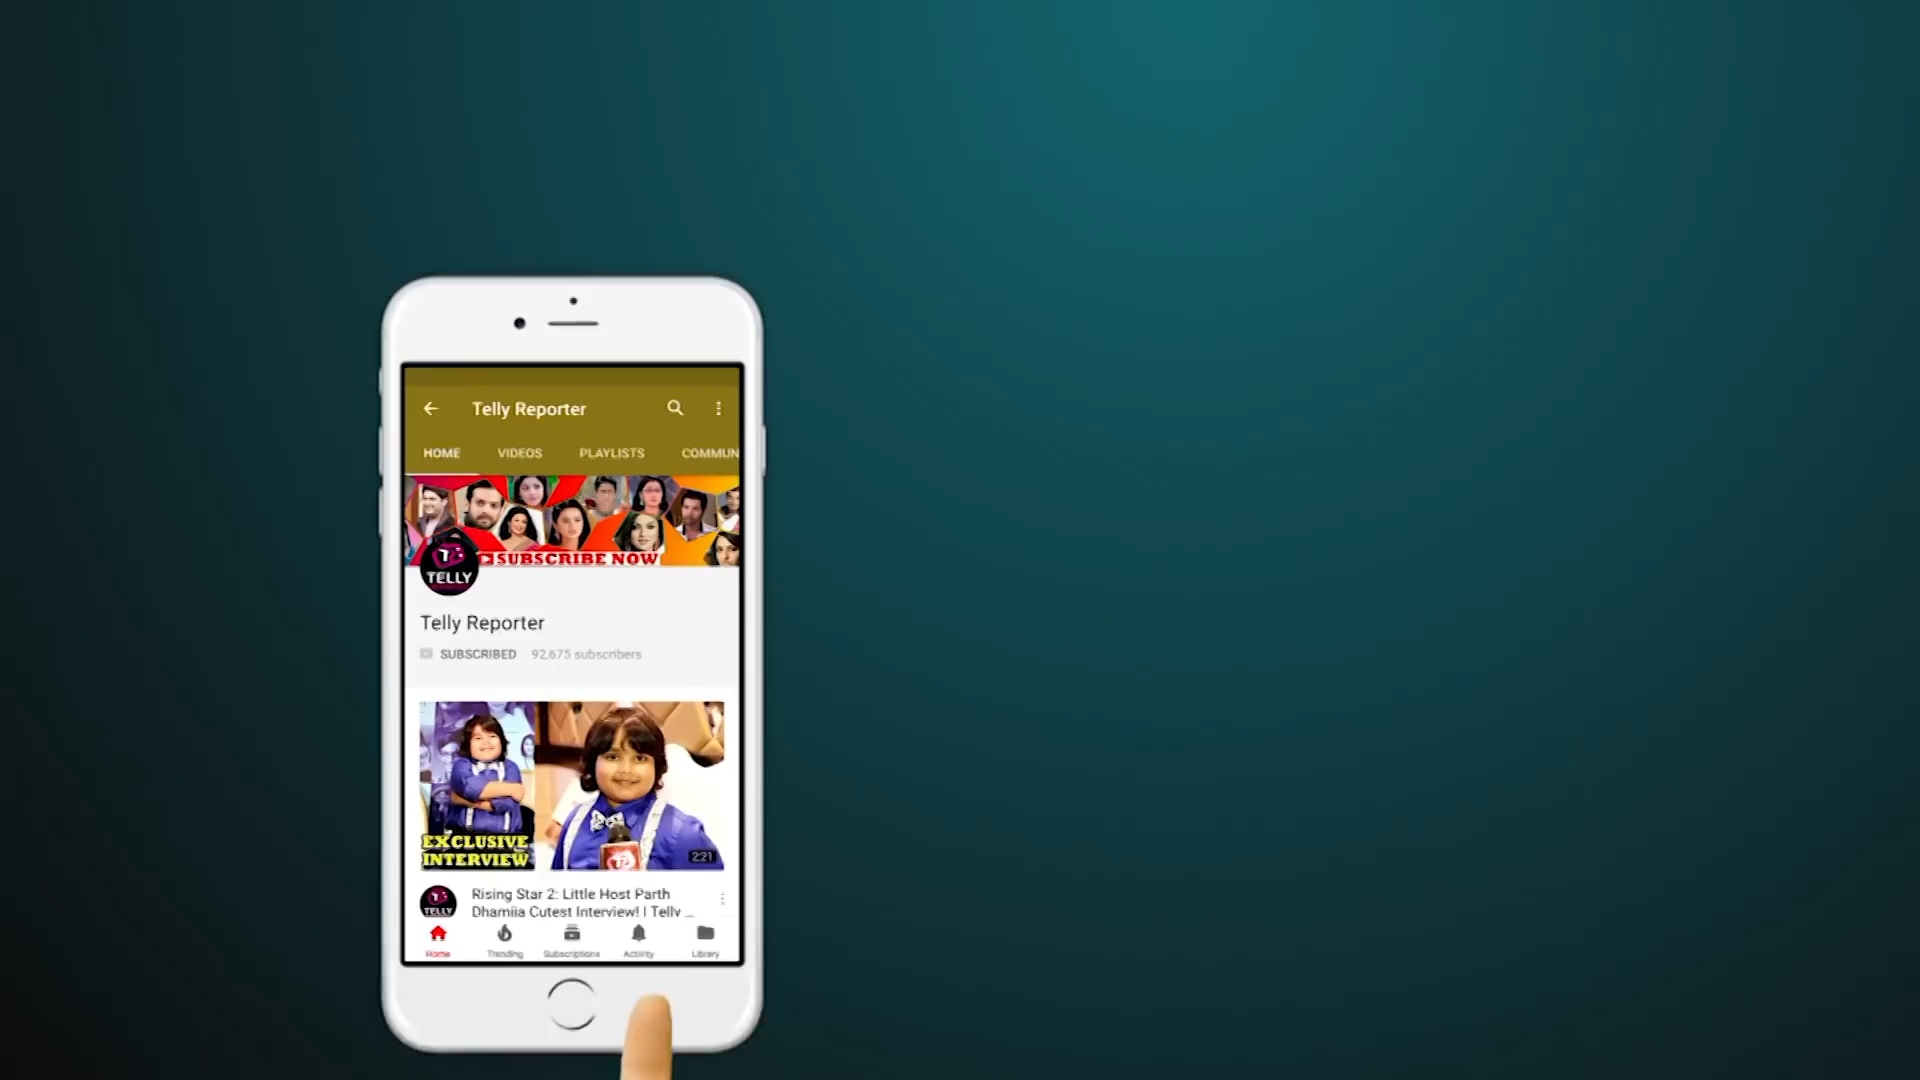 Telly Reporter
HOME VIDEOS PLAYLISTS COMMUN
SUBSCRIBE NOW
TELLY
Telly Reporter
SUBSCRIBED 92,675 subscribers
EXCLUSIVE
INTERVIEW
2:21
Rising Star 2: Little Host Parth
Dhamija Cutest Interview! | Telly ...
TELLY
Home Trending Subscriptions Activity Library